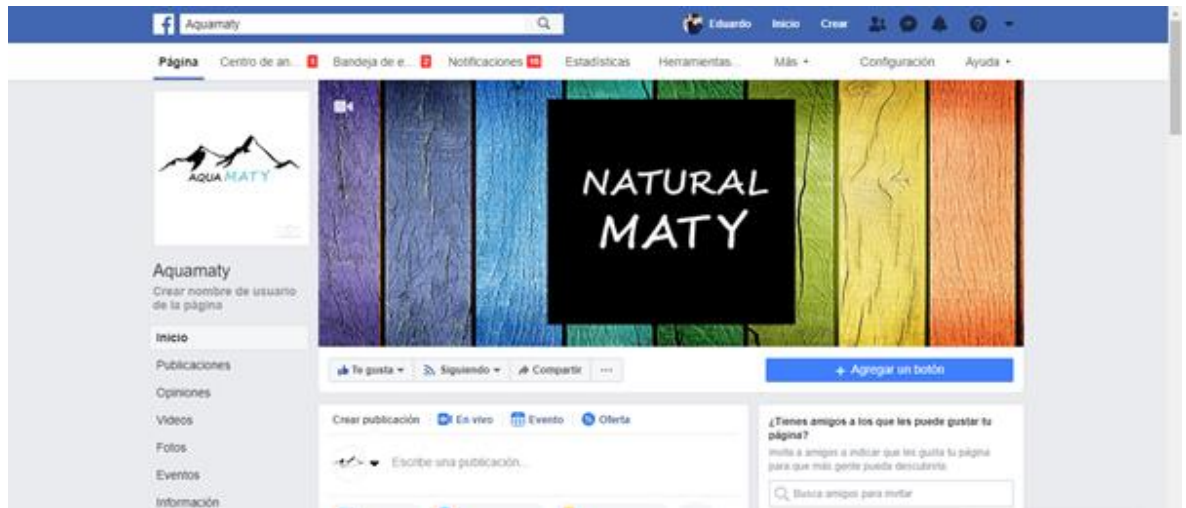 Aquamaty
Eduardo Inicio Crear
Página Centro de an... Bandeja de e... 2 Notificaciones Estadísticas Herramientas... Más Configuración Ayuda
AQUA MATY
NATURAL
MATY
Aquamaty
Crear nombre de usuario
de la página
Inicio
Publicaciones
Opiniones
Videos
Fotos
Eventos
Información
Te gusta Siguiendo Compartir ... + Agregar un botón
Crear publicación En vivo Evento Oferta
Escribe una publicación...
¿Tienes amigos a los que les puede gustar tu
página?
Invita a amigos a indicar que les gusta tu página
para que más gente pueda descubrirla.
Busca amigos para invitar